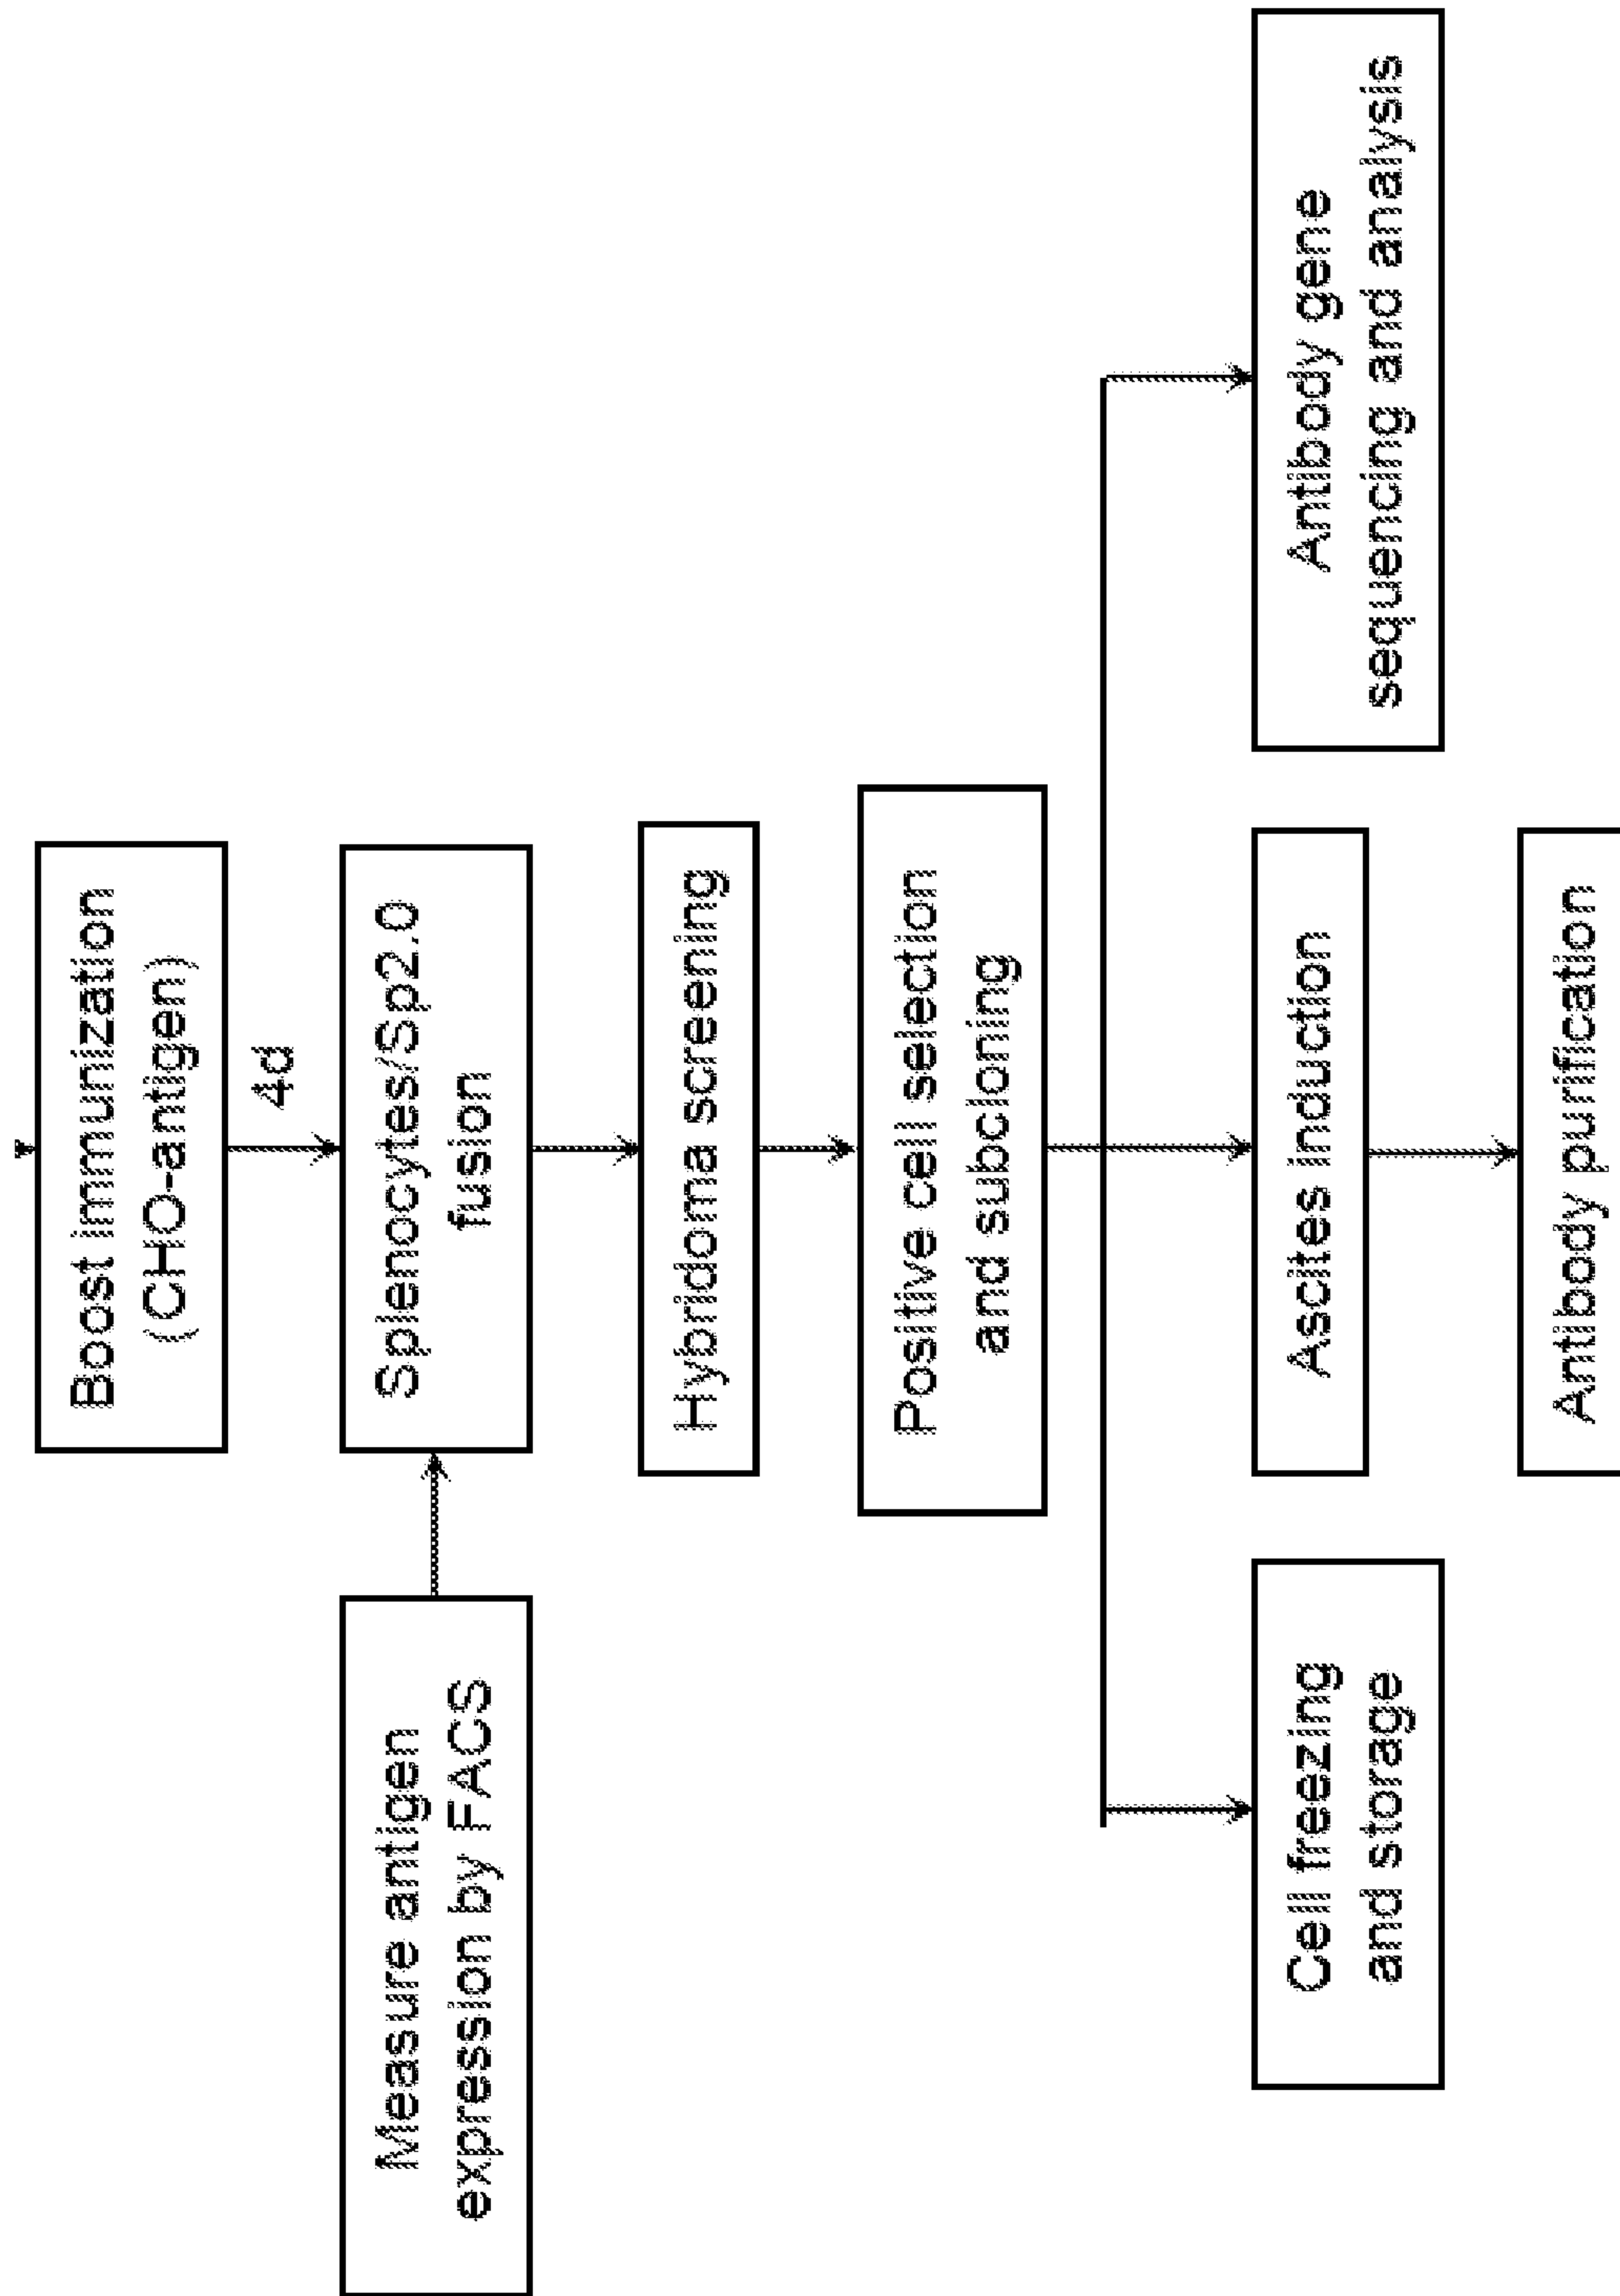 Boost immunization
(CHO-antigen)
4d
Measure antigen
expression by FACS
Splenocytes/Sp2.0
fusion
Hybridoma screening
Positive cell selection
and subcloning
Cell freezing
and storage
Ascites induction
Antibody gene
sequencing and analysis
Antibody purification